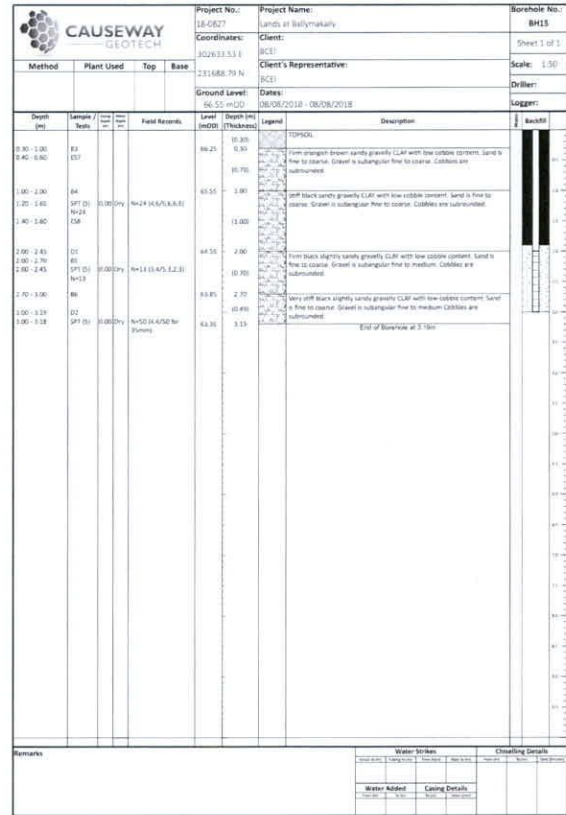 CAUSEWAY
GEOTECH
Project No.:
18-0827
Project Name:
Lands at Ballymakaily
Borehole No.:
BH15
Coordinates:
302633.53 E
231688.79 N
Client:
BCEI
Client's Representative:
BCEI
Sheet 1 of 1
Scale: 1:50
Method Plant Used Top Base
Ground Level:
66.55 mOD
Dates:
08/08/2018 - 08/08/2018
Driller:
Logger:
Depth (m) Sample / Tests Field Records Level (mOD) Depth (m) (Thickness) Legend Description Backfill
(0.30) TOPSOIL
0.30 - 1.00 B3 66.25 0.30 Firm orangish brown sandy gravelly CLAY with low cobble content. Sand is
0.40 - 0.60 ES7 fine to coarse. Gravel is subangular fine to coarse. Cobbles are
(0.70) subrounded.
1.00 - 2.00 B4 65.55 1.00 Stiff black sandy gravelly CLAY with low cobble content. Sand is fine to
1.20 - 1.65 SPT (S) 0.00 Dry coarse. Gravel is subangular fine to coarse. Cobbles are subrounded.
N=24
1.40 - 1.60 ES8 (1.00)
2.00 - 2.45 D1 64.55 2.00 Firm black slightly sandy gravelly CLAY with low cobble content. Sand is
2.00 - 2.70 B5 fine to coarse. Gravel is subangular fine to medium. Cobbles are
2.00 - 2.45 SPT (S) 0.00 Dry N=13 (3,4/5,3,2,3) (0.70) subrounded.
N=13
2.70 - 3.00 B6 63.85 2.70 Very stiff black slightly sandy gravelly CLAY with low cobble content. Sand
is fine to coarse. Gravel is subangular fine to medium Cobbles are
3.00 - 3.19 D2 (0.49) subrounded.
3.00 - 3.18 SPT (S) 0.00 Dry 3.19 End of Borehole at 3.19m
Remarks
Water Strikes
Chiselling Details
Water Added
Casing Details